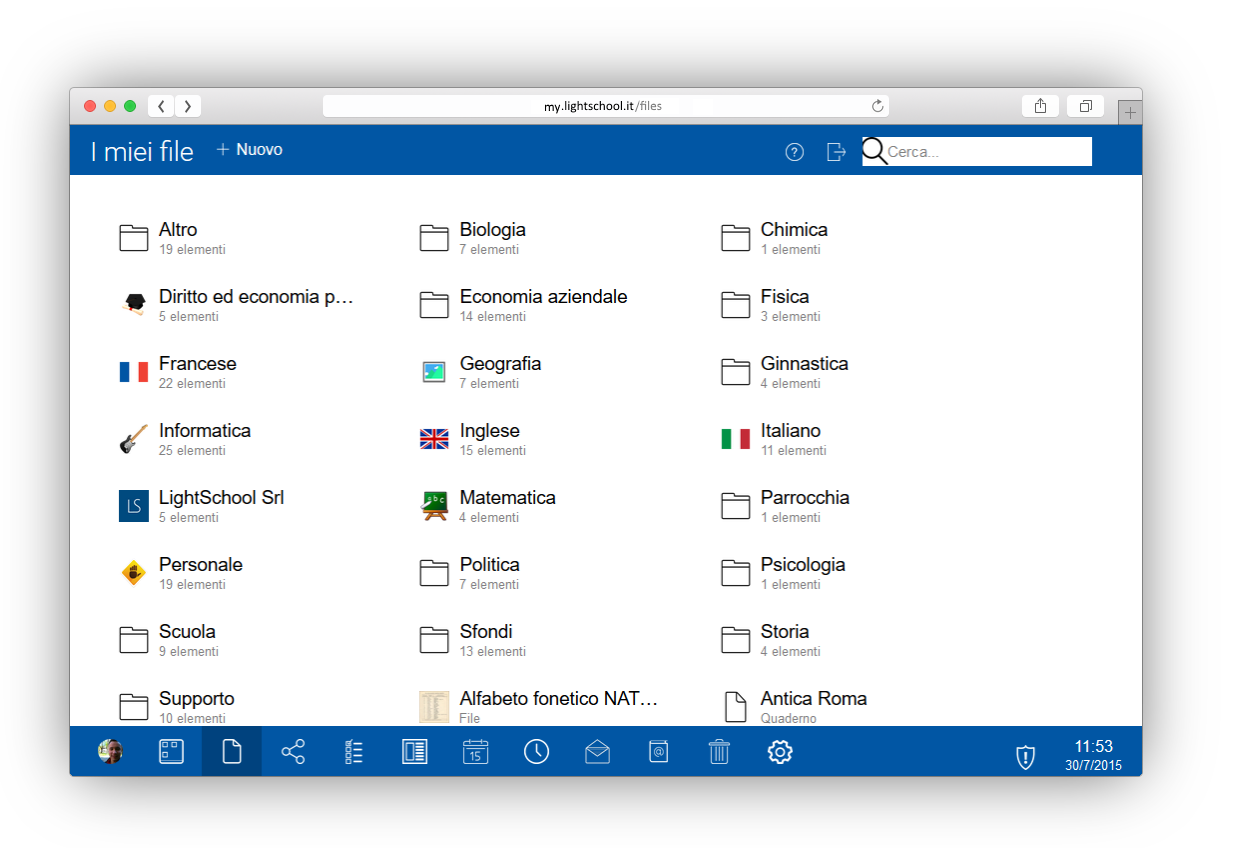 my.lightschool.it/files
I miei file
+ Nuovo
?
Cerca...
Altro
19 elementi
Biologia
7 elementi
Chimica
1 elementi
Diritto ed economia p...
5 elementi
Economia aziendale
14 elementi
Fisica
3 elementi
Francese
22 elementi
Geografia
7 elementi
Ginnastica
4 elementi
Informatica
25 elementi
Inglese
15 elementi
Italiano
11 elementi
LS
LightSchool Srl
5 elementi
abc
Matematica
4 elementi
Parrocchia
1 elementi
Personale
19 elementi
Politica
7 elementi
Psicologia
1 elementi
Scuola
9 elementi
Sfondi
13 elementi
Storia
4 elementi
Supporto
10 elementi
Alfabeto fonetico NAT...
File
Antica Roma
Quaderno
15
@
11:53
30/7/2015